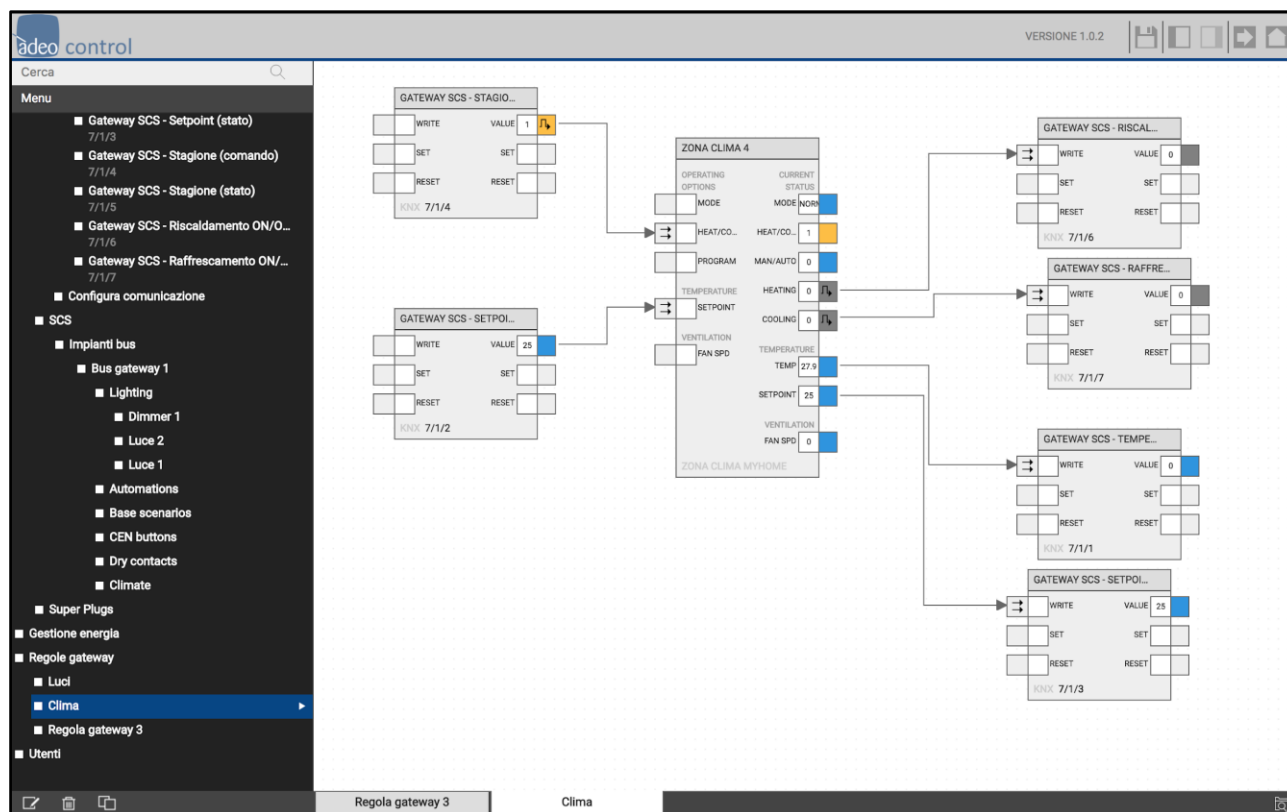 adeo control
VERSIONE 1.0.2
Cerca
Menu
Gateway SCS - Setpoint (stato)
7/1/3
Gateway SCS - Stagione (comando)
7/1/4
Gateway SCS - Stagione (stato)
7/1/5
Gateway SCS - Riscaldamento ON/O...
7/1/6
Gateway SCS - Raffrescamento ON/...
7/1/7
Configura comunicazione
SCS
Impianti bus
Bus gateway 1
Lighting
Dimmer 1
Luce 2
Luce 1
Automations
Base scenarios
CEN buttons
Dry contacts
Climate
Super Plugs
Gestione energia
Regole gateway
Luci
Clima
Regola gateway 3
Utenti
GATEWAY SCS - STAGIO...
WRITE VALUE 1
SET SET
RESET RESET
KNX 7/1/4
GATEWAY SCS - SETPOI...
WRITE VALUE 25
SET SET
RESET RESET
KNX 7/1/2
ZONA CLIMA 4
OPERATING OPTIONS CURRENT STATUS
MODE MODE NORM
HEAT/CO... HEAT/CO... 1
PROGRAM MAN/AUTO 0
TEMPERATURE HEATING 0
SETPOINT COOLING 0
VENTILATION TEMPERATURE
FAN SPD TEMP 27.9
SETPOINT 25
VENTILATION
FAN SPD 0
ZONA CLIMA MYHOME
GATEWAY SCS - RISCAL...
WRITE VALUE 0
SET SET
RESET RESET
KNX 7/1/6
GATEWAY SCS - RAFFRE...
WRITE VALUE 0
SET SET
RESET RESET
KNX 7/1/7
GATEWAY SCS - TEMPE...
WRITE VALUE 0
SET SET
RESET RESET
KNX 7/1/1
GATEWAY SCS - SETPOI...
WRITE VALUE 25
SET SET
RESET RESET
KNX 7/1/3
Regola gateway 3
Clima